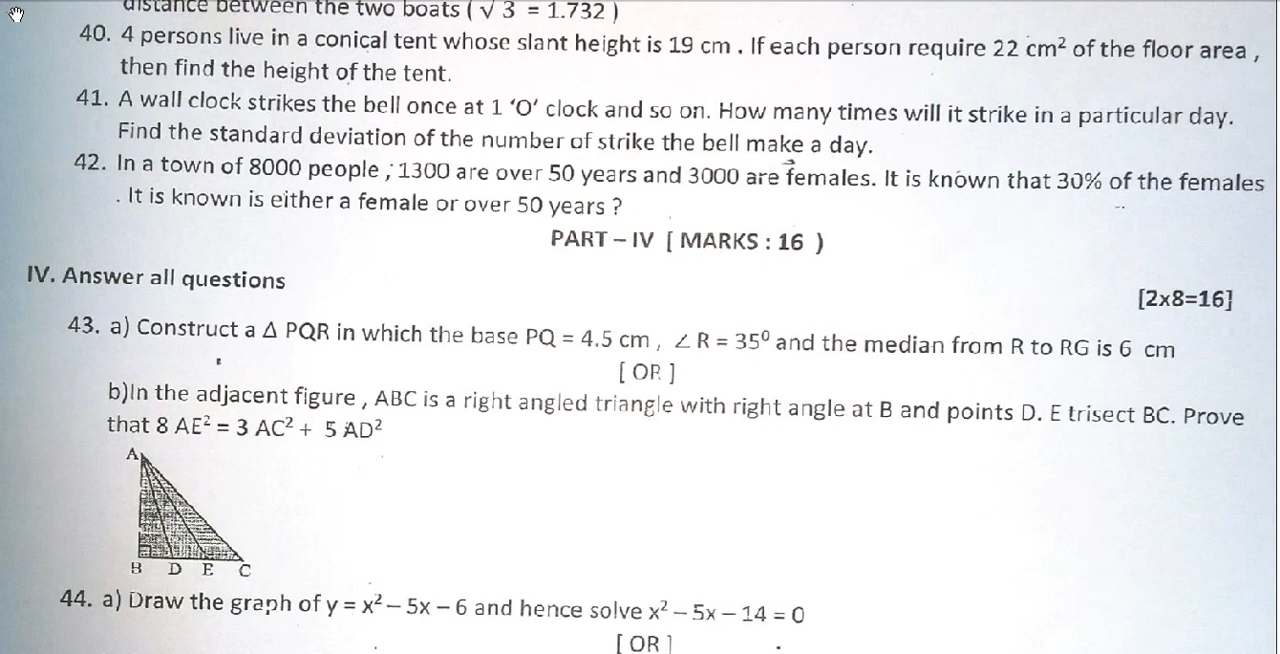 distance between the two boats ( √ 3 = 1.732 )
40. 4 persons live in a conical tent whose slant height is 19 cm . If each person require 22 cm² of the floor area ,
then find the height of the tent.
41. A wall clock strikes the bell once at 1 ‘O’ clock and so on. How many times will it strike in a particular day.
Find the standard deviation of the number of strike the bell make a day.
42. In a town of 8000 people , 1300 are over 50 years and 3000 are females. It is known that 30% of the females
. It is known is either a female or over 50 years ?
PART – IV [ MARKS : 16 )
IV. Answer all questions
[2x8=16]
43. a) Construct a Δ PQR in which the base PQ = 4.5 cm , ∠ R = 35⁰ and the median from R to RG is 6 cm
[ OR ]
b)In the adjacent figure , ABC is a right angled triangle with right angle at B and points D. E trisect BC. Prove
that 8 AE² = 3 AC² + 5 AD²
A
B D E C
44. a) Draw the graph of y = x² – 5x – 6 and hence solve x² – 5x – 14 = 0
[ OR ]